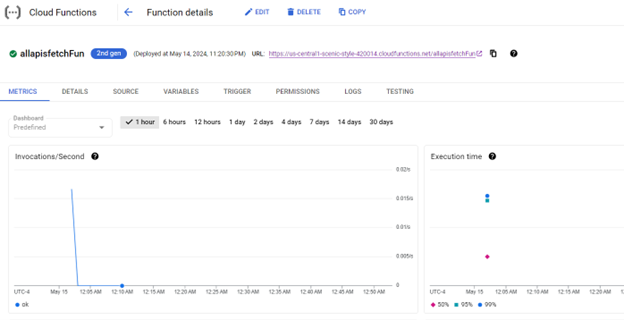 Cloud Functions Function details EDIT DELETE COPY
allapisfetchFun 2nd gen (Deployed at May 14, 2024, 11:20:30 PM) URL: https://us-central1-scenic-style-420014.cloudfunctions.net/allapisfetchFun
METRICS DETAILS SOURCE VARIABLES TRIGGER PERMISSIONS LOGS TESTING
Dashboard
Predefined
1 hour 6 hours 12 hours 1 day 2 days 4 days 7 days 14 days 30 days
Invocations/Second
0.02/s
0.015/s
0.01/s
0.005/s
0
UTC-4 May 15 12:05 AM 12:10 AM 12:15 AM 12:20 AM 12:25 AM 12:30 AM 12:35 AM 12:40 AM 12:45 AM 12:50 AM
ok
Execution time
UTC-4 May 15 12:05 AM 12:10 AM 12:15 AM 12:20 AM
50% 95% 99%